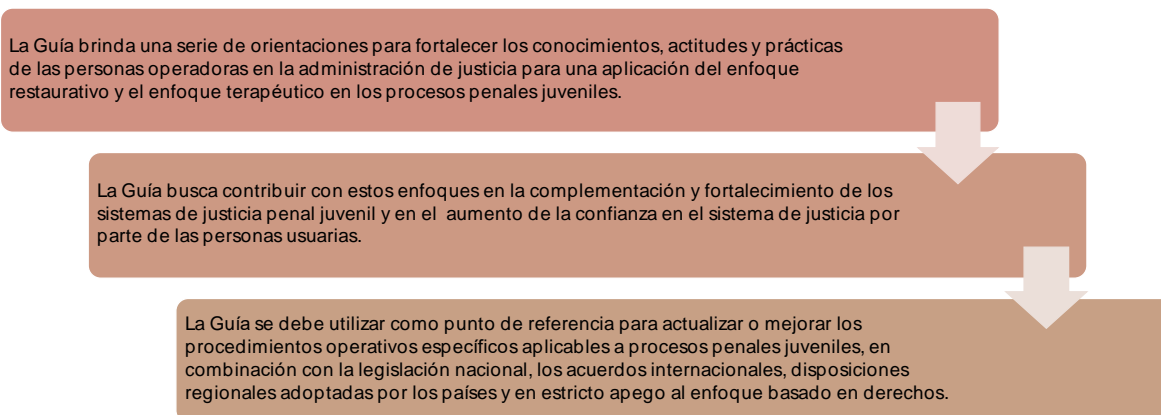 La Guía brinda una serie de orientaciones para fortalecer los conocimientos, actitudes y prácticas
de las personas operadoras en la administración de justicia para una aplicación del enfoque
restaurativo y el enfoque terapéutico en los procesos penales juveniles.
La Guía busca contribuir con estos enfoques en la complementación y fortalecimiento de los
sistemas de justicia penal juvenil y en el aumento de la confianza en el sistema de justicia por
parte de las personas usuarias.
La Guía se debe utilizar como punto de referencia para actualizar o mejorar los
procedimientos operativos específicos aplicables a procesos penales juveniles, en
combinación con la legislación nacional, los acuerdos internacionales, disposiciones
regionales adoptadas por los países y en estricto apego al enfoque basado en derechos.